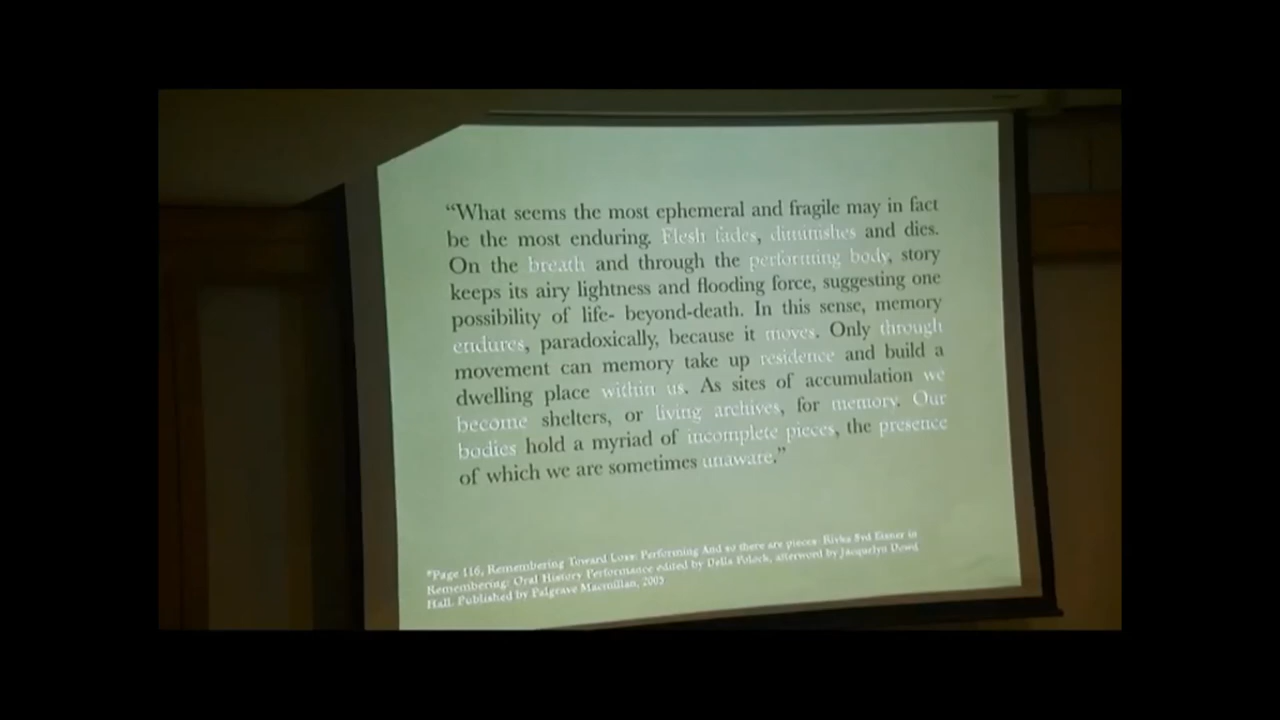 “What seems the most ephemeral and fragile may in fact
be the most enduring. Flesh fades, diminishes and dies.
On the breath and through the performing body, story
keeps its airy lightness and flooding force, suggesting one
possibility of life- beyond-death. In this sense, memory
endures, paradoxically, because it moves. Only through
movement can memory take up residence and build a
dwelling place within us. As sites of accumulation we
become shelters, or living archives, for memory. Our
bodies hold a myriad of incomplete pieces, the presence
of which we are sometimes unaware.”
*Page 116, Remembering Toward Loss: Performing And so there are pieces. Rivka Syd Eisner in
Remembering: Oral History Performance edited by Della Polock, afterword by Jacquelyn Dowd
Hall. Published by Palgrave Macmillan, 2005